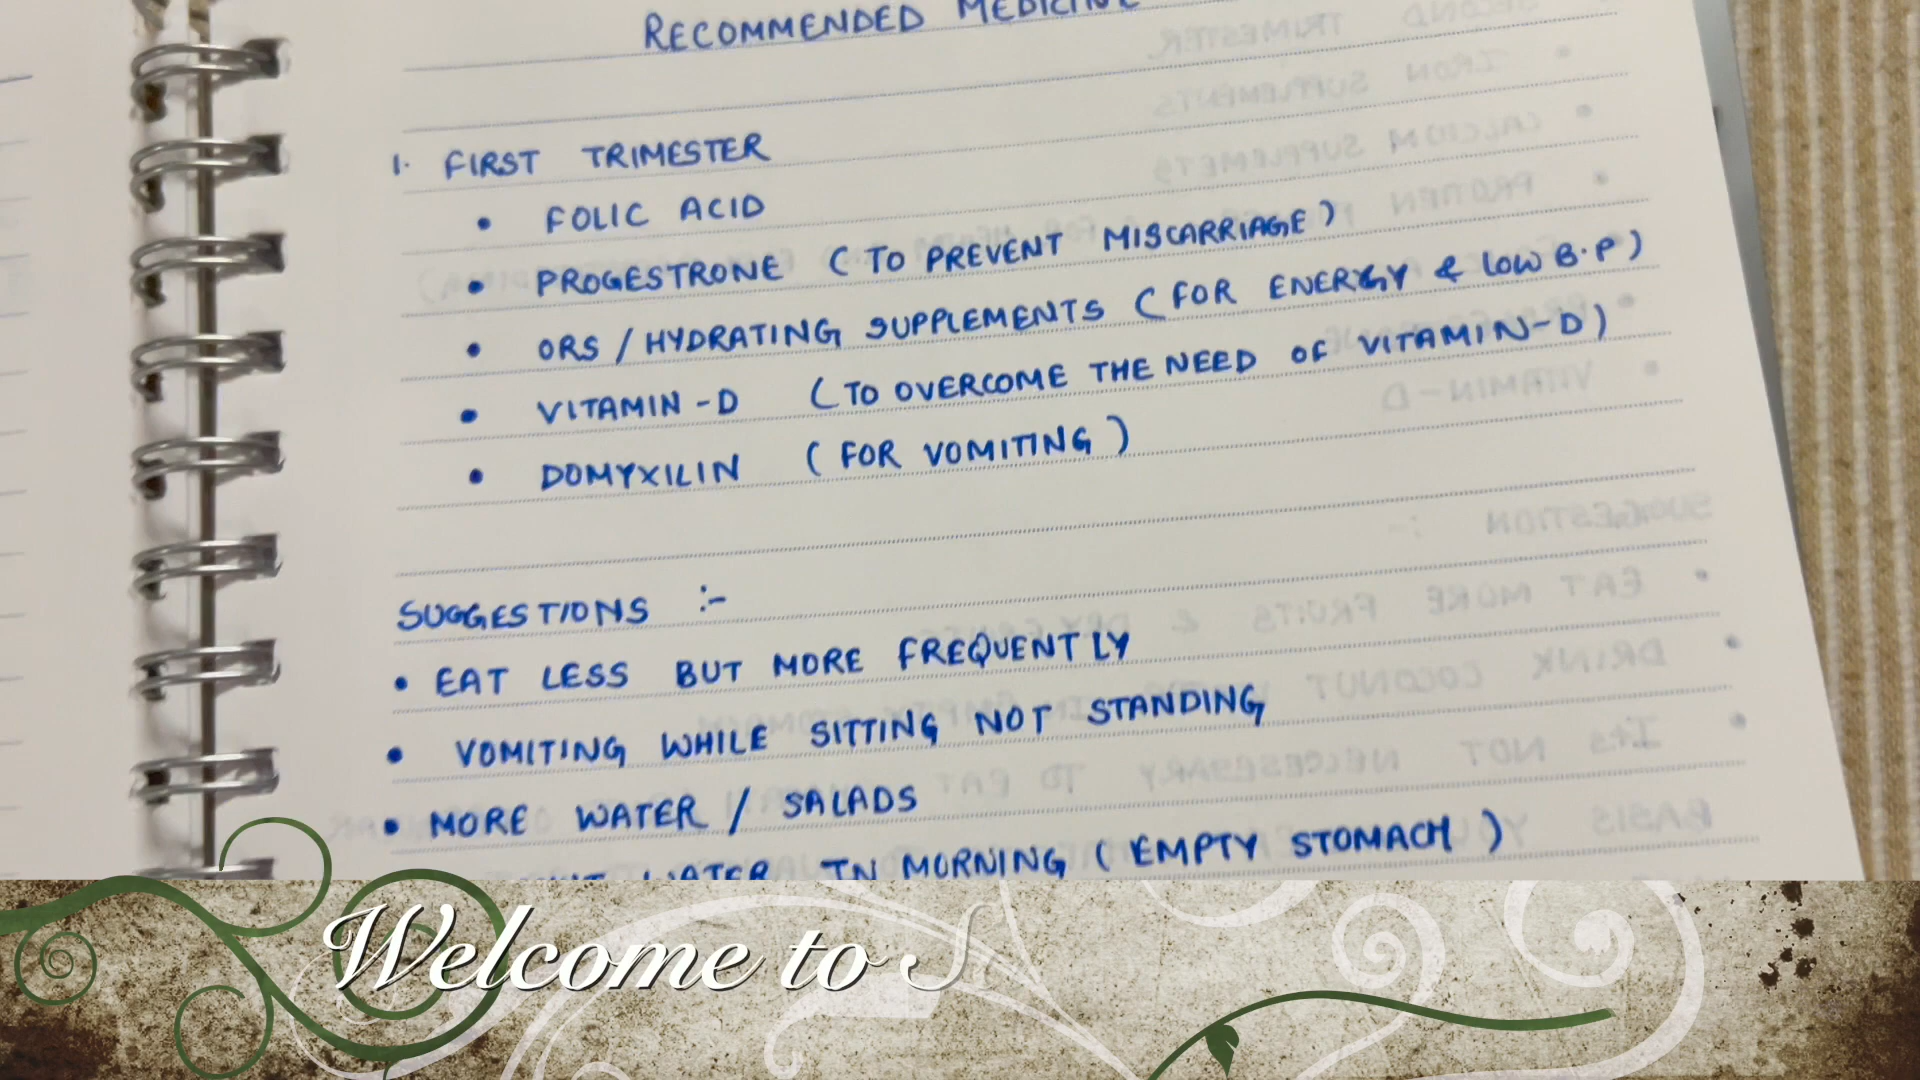 RECOMMENDED MEDICINE
1. FIRST TRIMESTER
• FOLIC ACID
• PROGESTRONE (TO PREVENT MISCARRIAGE)
• ORS / HYDRATING SUPPLEMENTS (FOR ENERGY & LOW B.P)
• VITAMIN-D (TO OVERCOME THE NEED OF VITAMIN-D)
• DOMYXILIN (FOR VOMITING)
SUGGESTIONS :-
• EAT LESS BUT MORE FREQUENTLY
• VOMITING WHILE SITTING NOT STANDING
• MORE WATER / SALADS
WATER IN MORNING (EMPTY STOMACH)
Welcome to